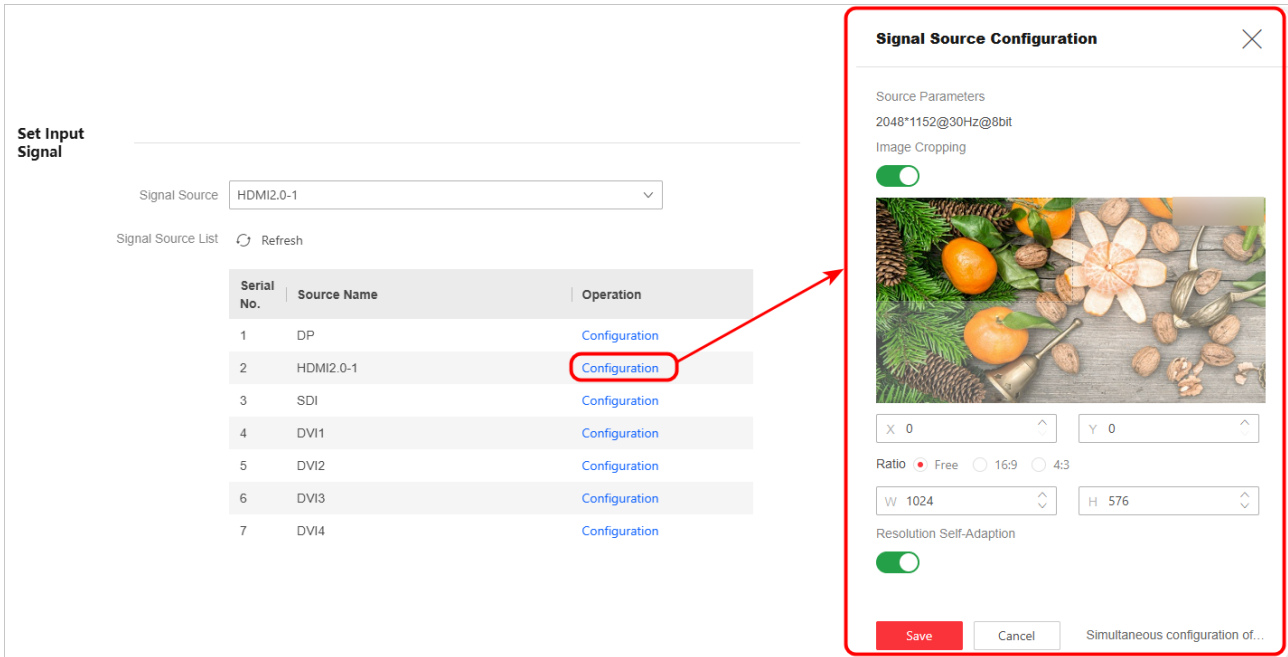 Set Input
Signal
Signal Source HDMI2.0-1
Signal Source List Refresh
Serial
No. Source Name Operation
1 DP Configuration
2 HDMI2.0-1 Configuration
3 SDI Configuration
4 DVI1 Configuration
5 DVI2 Configuration
6 DVI3 Configuration
7 DVI4 Configuration
Signal Source Configuration
Source Parameters
2048*1152@30Hz@8bit
Image Cropping
X 0 Y 0
Ratio Free 16:9 4:3
W 1024 H 576
Resolution Self-Adaption
Save Cancel Simultaneous configuration of...